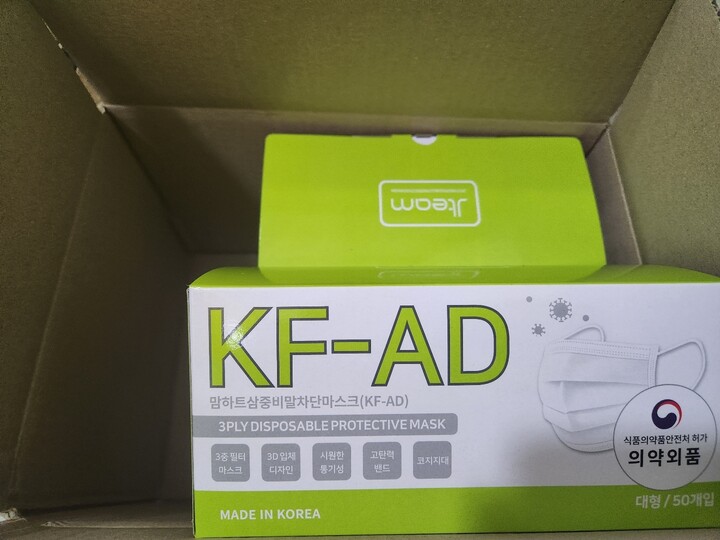 Jteam
KF-AD
맘하트삼중비말차단마스크(KF-AD)
3PLY DISPOSABLE PROTECTIVE MASK
3중 필터
마스크
3D 입체
디자인
시원한
통기성
고탄력
밴드
코지지대
식품의약품안전처 허가
의약외품
대형 / 50개입
MADE IN KOREA